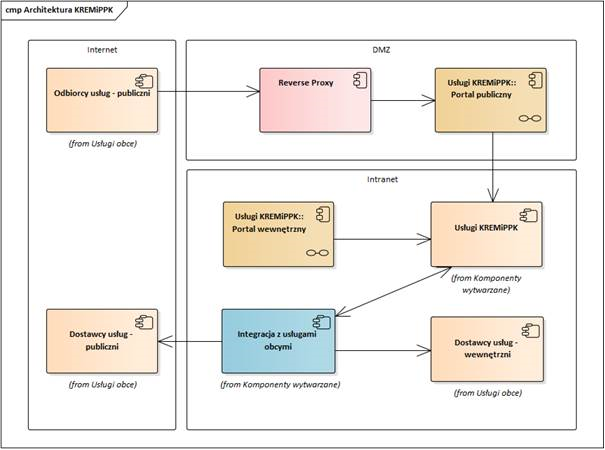 cmp Architektura KREMiPPK
Internet
DMZ
Odbiorcy usług - publiczni
(from Usługi obce)
Reverse Proxy
Usługi KREMiPPK::
Portal publiczny
Intranet
Usługi KREMiPPK::
Portal wewnętrzny
Usługi KREMiPPK
(from Komponenty
wytwarzane)
Dostawcy usług -
publiczni
(from Usługi obce)
Integracja z usługami
obcymi
(from Komponenty wytwarzane)
Dostawcy usług -
wewnętrzni
(from Usługi obce)